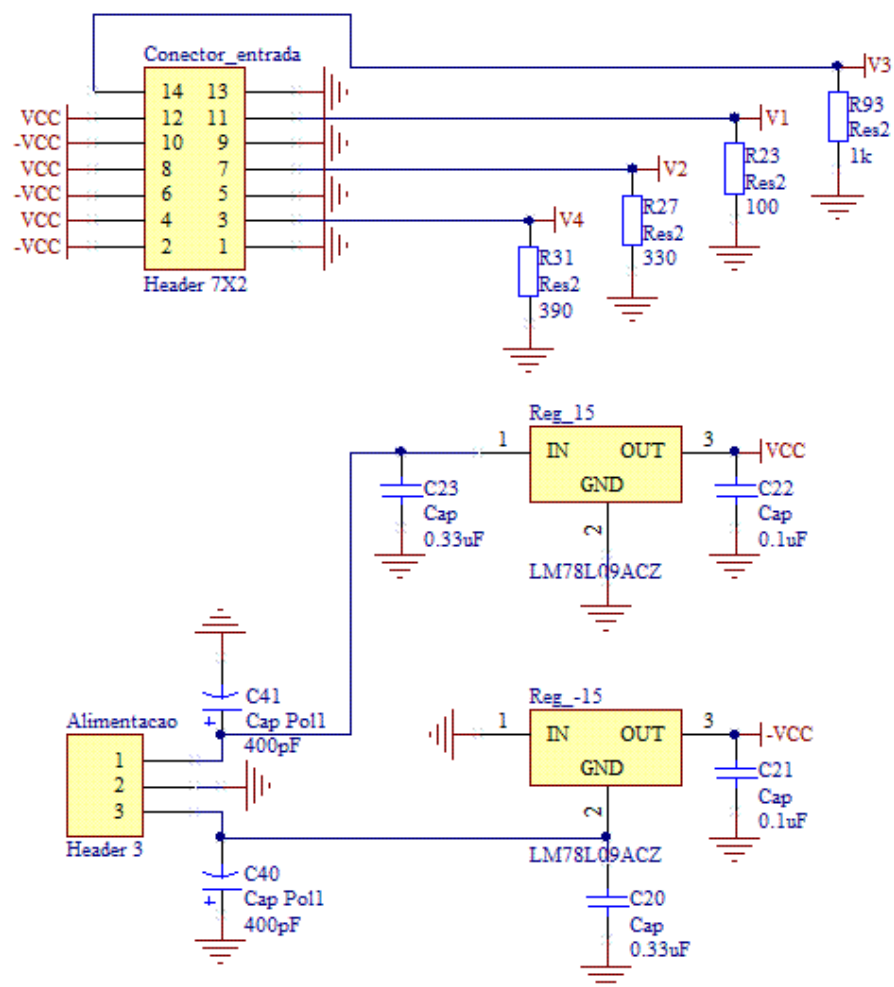 Conector_entrada
14 13
VCC 12 11
-VCC 10 9
VCC 8 7
-VCC 6 5
VCC 4 3
-VCC 2 1
Header 7X2
V3
R93
Res2
1k
V1
R23
Res2
100
V2
R27
Res2
330
V4
R31
Res2
390
Reg_15
1 IN OUT 3
GND
2
LM78L09ACZ
VCC
C23
Cap
0.33uF
C22
Cap
0.1uF
C41
Cap Pol1
400pF
Alimentacao
1
2
3
Header 3
C40
Cap Pol1
400pF
Reg_-15
1 IN OUT 3
GND
2
LM78L09ACZ
-VCC
C21
Cap
0.1uF
C20
Cap
0.33uF